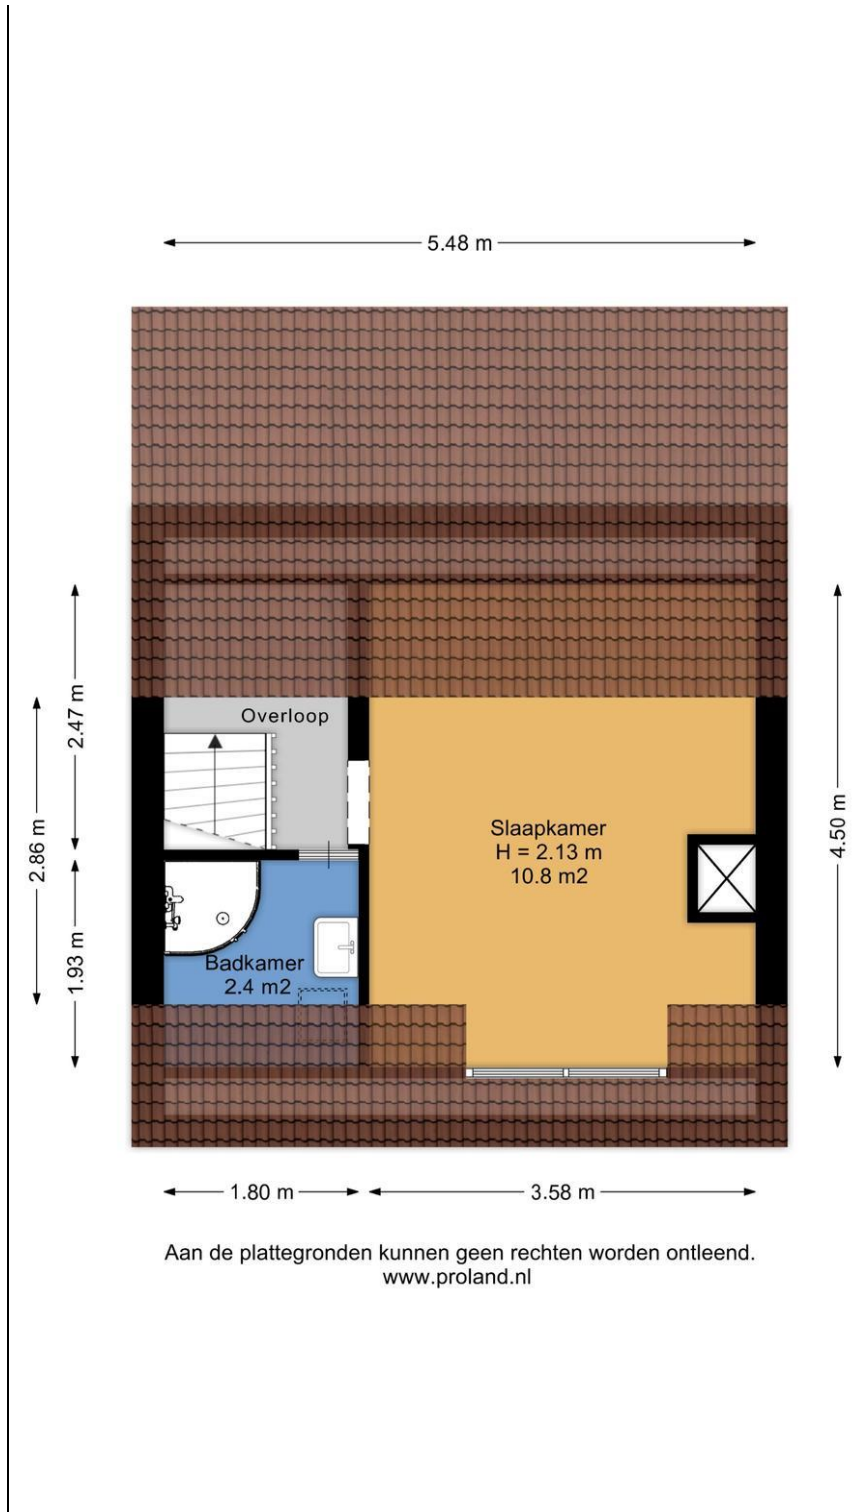 5.48 m
2.47 m
2.86 m
1.93 m
4.50 m
Overloop
Slaapkamer
H = 2.13 m
10.8 m2
Badkamer
2.4 m2
1.80 m
3.58 m
Aan de plattegronden kunnen geen rechten worden ontleend.
www.proland.nl